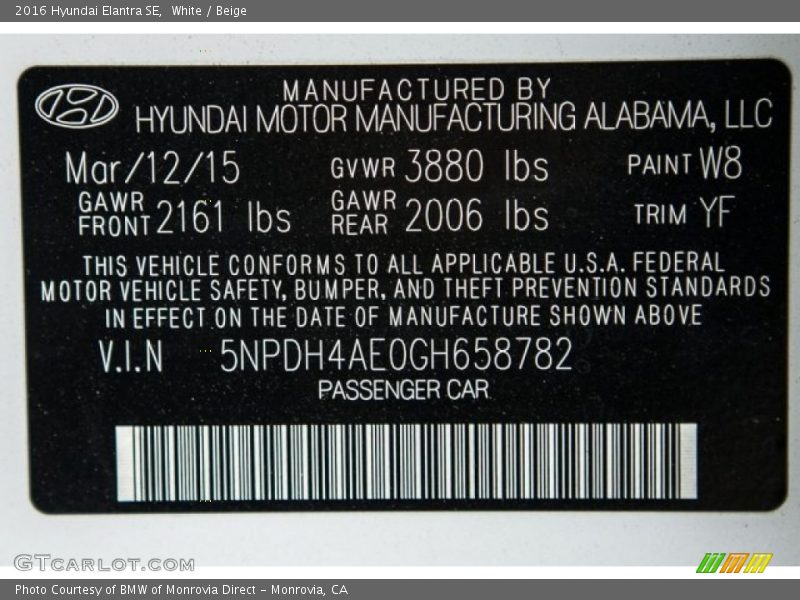 2016 Hyundai Elantra SE, White / Beige
MANUFACTURED BY
HYUNDAI MOTOR MANUFACTURING ALABAMA, LLC
Mar/12/15 GVWR 3880 lbs PAINT W8
GAWR FRONT 2161 lbs GAWR REAR 2006 lbs TRIM YF
THIS VEHICLE CONFORMS TO ALL APPLICABLE U.S.A. FEDERAL
MOTOR VEHICLE SAFETY, BUMPER, AND THEFT PREVENTION STANDARDS
IN EFFECT ON THE DATE OF MANUFACTURE SHOWN ABOVE
V.I.N 5NPDH4AE0GH658782
PASSENGER CAR
GTCARLOT.COM
Photo Courtesy of BMW of Monrovia Direct - Monrovia, CA